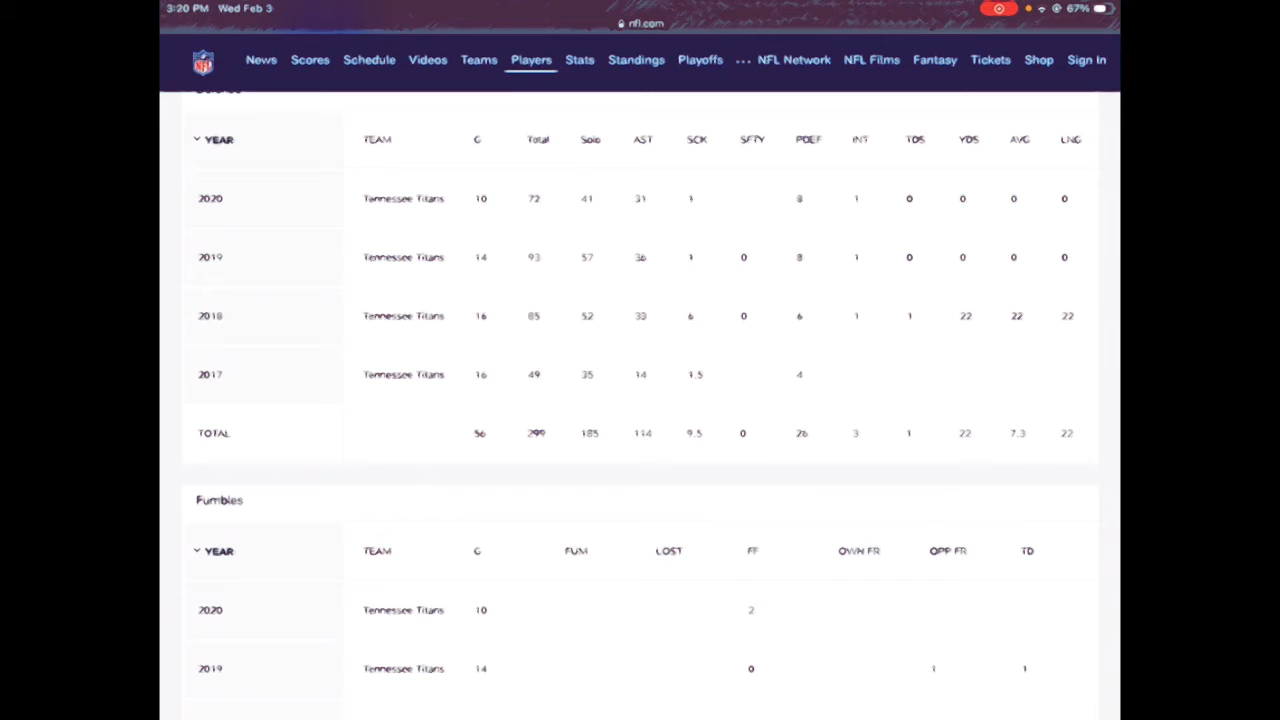 3:20 PM Wed Feb 3 67%
nfl.com
NFL News Scores Schedule Videos Teams Players Stats Standings Playoffs ... NFL Network NFL Films Fantasy Tickets Shop Sign In
YEAR TEAM G Total Solo AST SCK SFTY PDEF INT TDS YDS AVG LNG
2020 Tennessee Titans 10 72 41 31 1 8 1 0 0 0 0
2019 Tennessee Titans 14 93 57 36 1 0 8 1 0 0 0 0
2018 Tennessee Titans 16 85 52 33 6 0 6 1 1 22 22 22
2017 Tennessee Titans 16 49 35 14 1.5 4
TOTAL 56 299 185 114 9.5 0 26 3 1 22 7.3 22
Fumbles
YEAR TEAM G FUM LOST FF OWN FR OPP FR TD
2020 Tennessee Titans 10 2
2019 Tennessee Titans 14 0 1 1